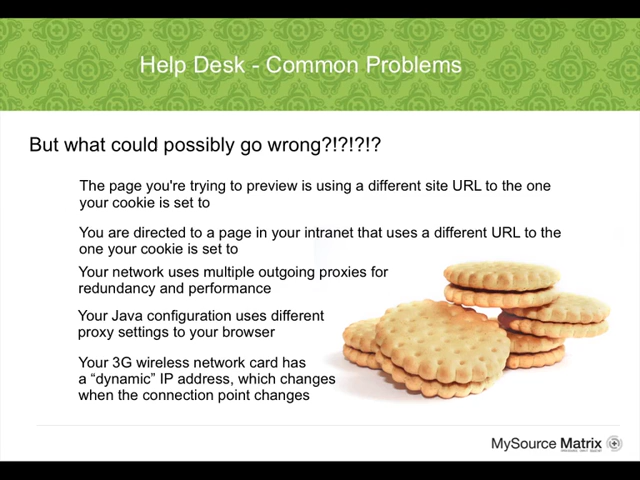 Help Desk - Common Problems
But what could possibly go wrong?!?!?!?
The page you're trying to preview is using a different site URL to the one
your cookie is set to
You are directed to a page in your intranet that uses a different URL to the
one your cookie is set to
Your network uses multiple outgoing proxies for
redundancy and performance
Your Java configuration uses different
proxy settings to your browser
Your 3G wireless network card has
a “dynamic” IP address, which changes
when the connection point changes
MySource Matrix